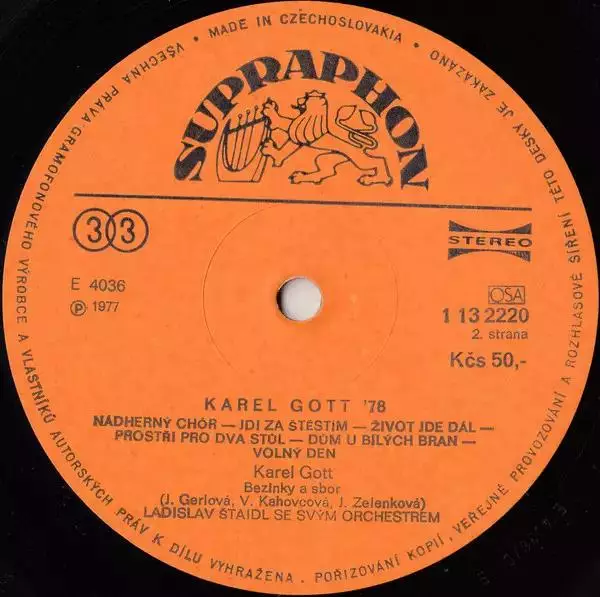 MADE IN CZECHOSLOVAKIA • VŠECHNA PRÁVA GRAMOFONOVÉHO VÝROBCE A VLASTNÍKŮ AUTORSKÝCH PRÁV K DÍLU VYHRAŽENA. POŘIZOVÁNÍ KOPIÍ, VEŘEJNÉ PROVOZOVÁNÍ A ROZHLASOVÉ ŠÍŘENÍ TÉTO DESKY JE ZAKÁZÁNO
SUPRAPHON
33
STEREO
E 4036
Ⓟ 1977
OSA
1 13 2220
2. strana
Kčs 50,-
KAREL GOTT '78
NÁDHERNÝ CHÓR — JDI ZA ŠTĚSTÍM — ŽIVOT JDE DÁL —
PROSTŘI PRO DVA STŮL — DŮM U BÍLÝCH BRAN —
VOLNÝ DEN
Karel Gott
Bezinky a sbor
(J. Gerlová, V. Kahovcová, J. Zelenková)
LADISLAV ŠTAIDL SE SVÝM ORCHESTREM